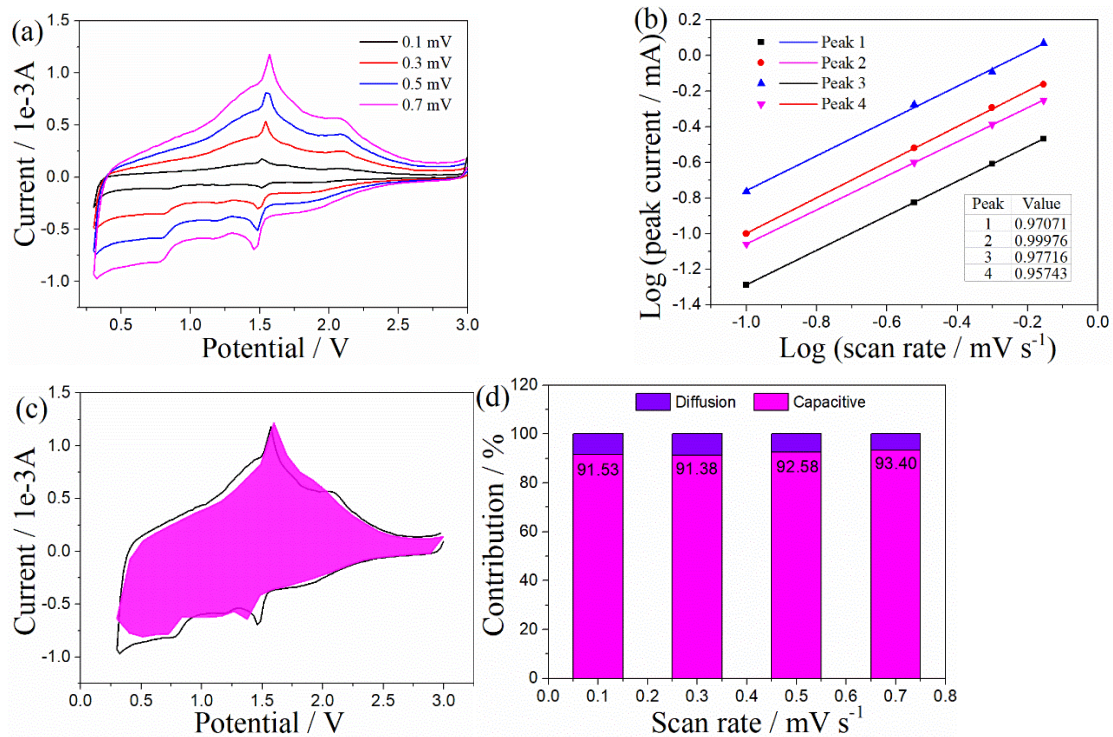 (a)
1.5
1.0
0.5
0.0
-0.5
-1.0
Current / 1e-3A
0.1 mV
0.3 mV
0.5 mV
0.7 mV
0.5 1.0 1.5 2.0 2.5 3.0
Potential / V
(b)
0.2
0.0
-0.2
-0.4
-0.6
-0.8
-1.0
-1.2
-1.4
Log (peak current / mA)
Peak 1
Peak 2
Peak 3
Peak 4
Peak Value
1 0.97071
2 0.99976
3 0.97716
4 0.95743
-1.0 -0.8 -0.6 -0.4 -0.2 0.0
Log (scan rate / mV s⁻¹)
(c)
1.5
1.0
0.5
0.0
-0.5
-1.0
Current / 1e-3A
0.0 0.5 1.0 1.5 2.0 2.5 3.0
Potential / V
(d)
120
100
80
60
40
20
0
Contribution / %
Diffusion Capacitive
91.53 91.38 92.58 93.40
0.0 0.1 0.2 0.3 0.4 0.5 0.6 0.7 0.8
Scan rate / mV s⁻¹